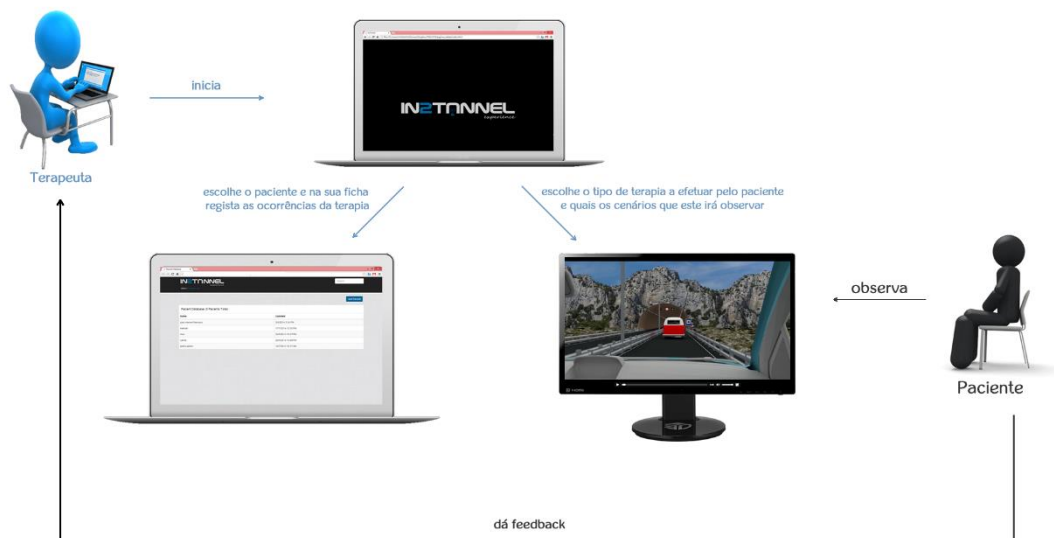 inicia
IN2TUNNEL
experience
Terapeuta
escolhe o paciente e na sua ficha
regista as ocorrências da terapia
escolhe o tipo de terapia a efetuar pelo paciente
e quais os cenários que este irá observar
IN2TUNNEL
observa
Paciente
dá feedback